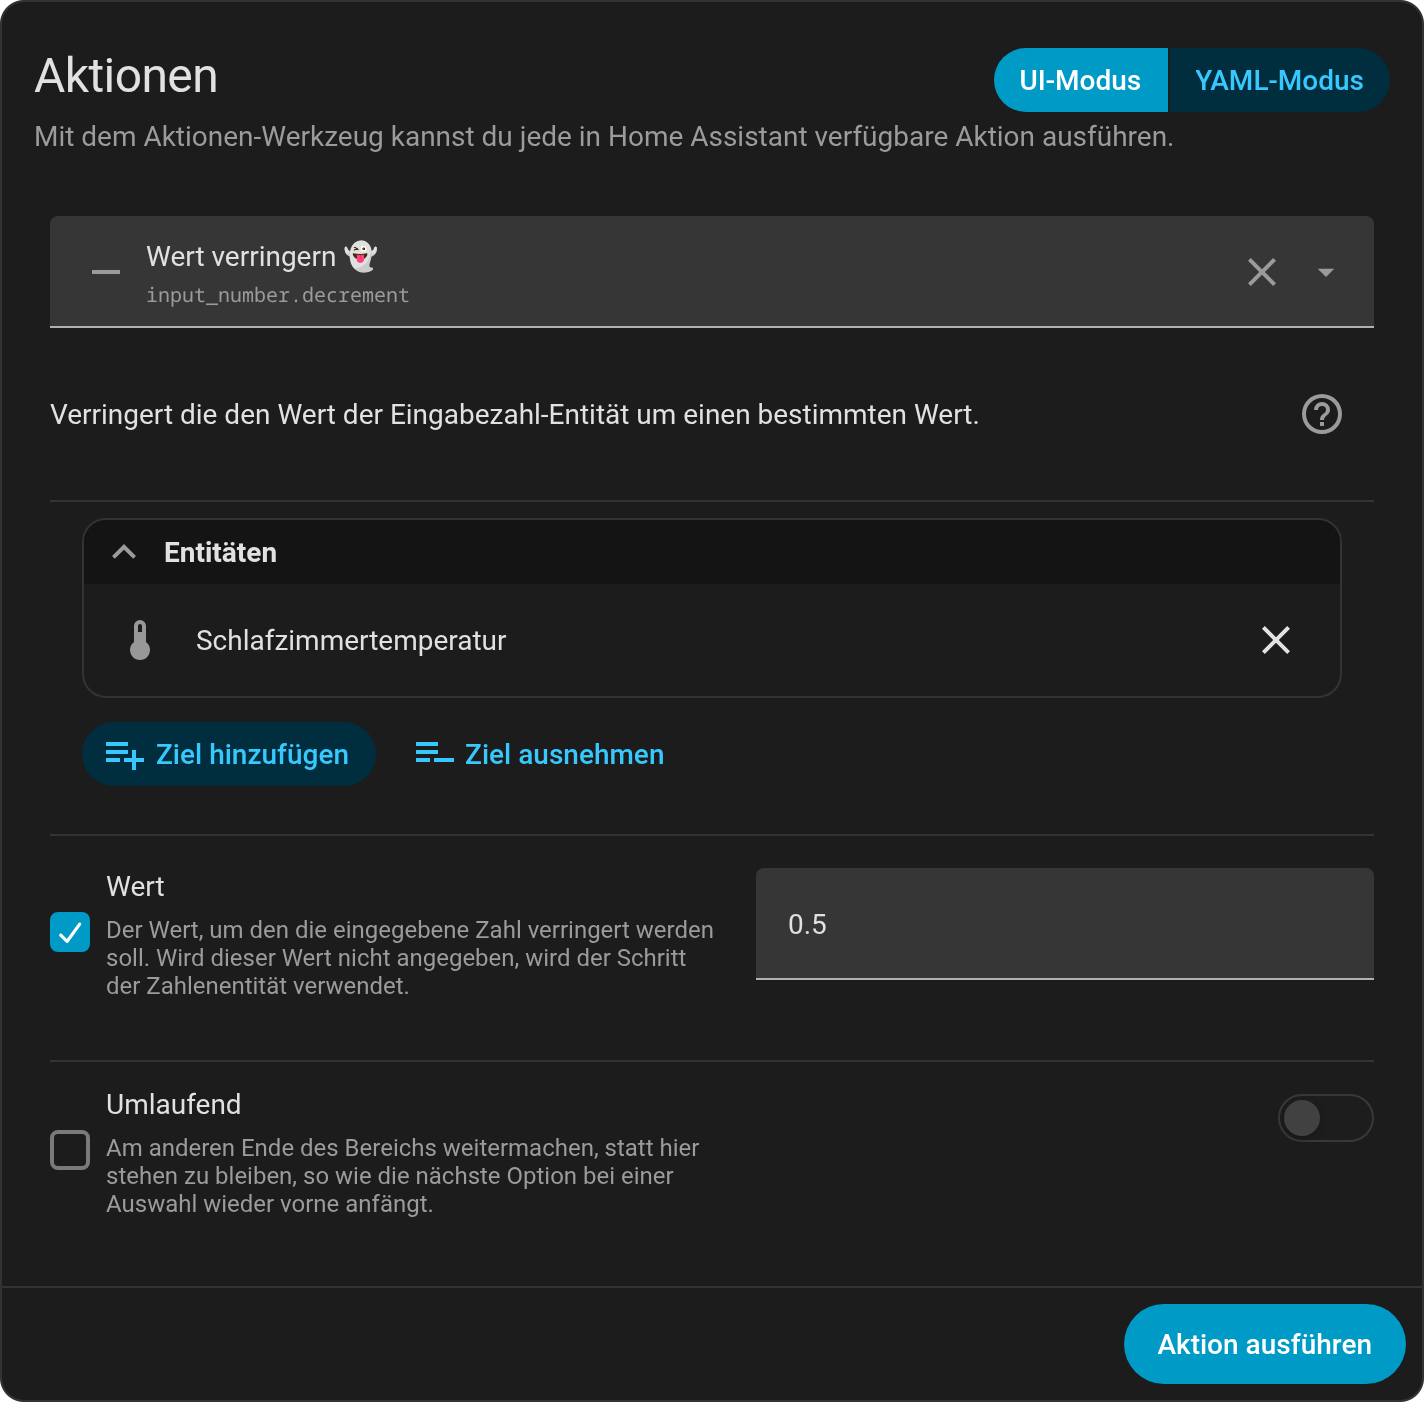 Aktionen
UI-Modus
YAML-Modus
Mit dem Aktionen-Werkzeug kannst du jede in Home Assistant verfügbare Aktion ausführen.
Wert verringern 👻
input_number.decrement
Verringert die den Wert der Eingabezahl-Entität um einen bestimmten Wert.
Entitäten
Schlafzimmertemperatur
Ziel hinzufügen
Ziel ausnehmen
Wert
Der Wert, um den die eingegebene Zahl verringert werden
soll. Wird dieser Wert nicht angegeben, wird der Schritt
der Zahlenentität verwendet.
0.5
Umlaufend
Am anderen Ende des Bereichs weitermachen, statt hier
stehen zu bleiben, so wie die nächste Option bei einer
Auswahl wieder vorne anfängt.
Aktion ausführen